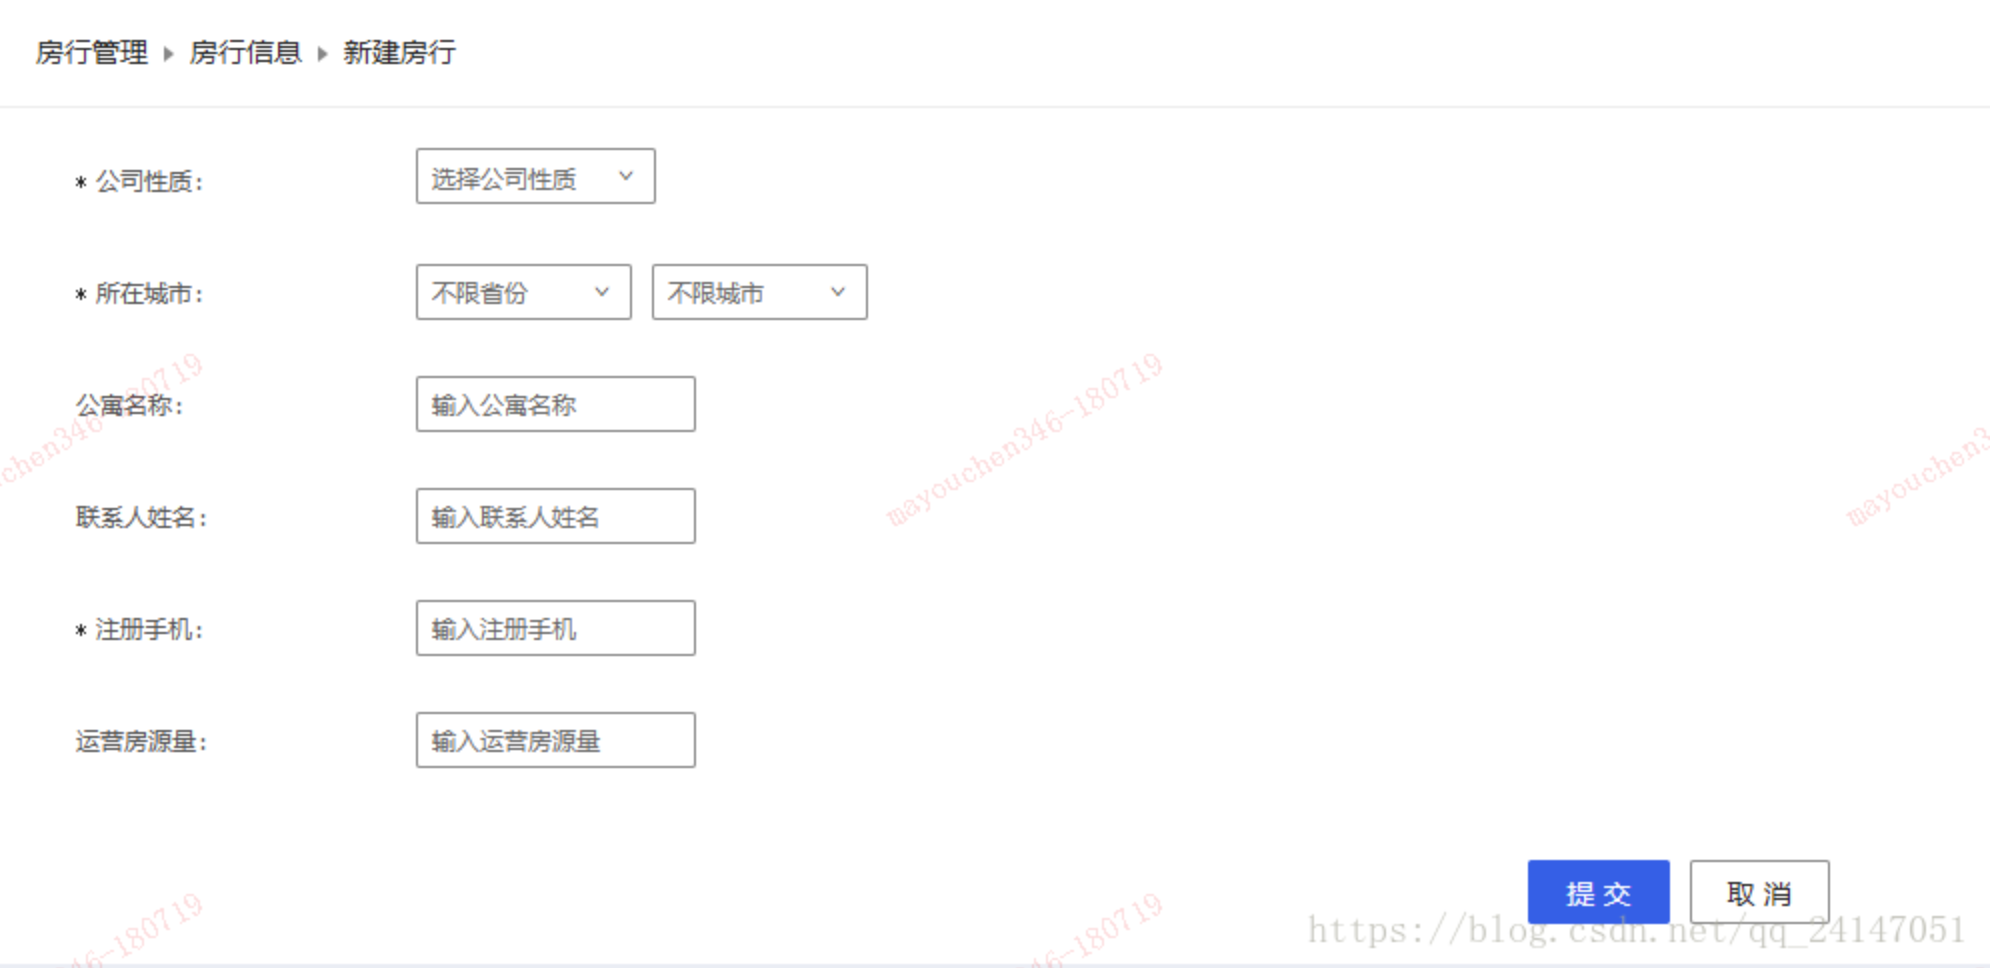 房行管理 ▸ 房行信息 ▸ 新建房行
* 公司性质: 选择公司性质
* 所在城市: 不限省份 不限城市
公寓名称: 输入公寓名称
联系人姓名: 输入联系人姓名
* 注册手机: 输入注册手机
运营房源量: 输入运营房源量
chen346-180719
mayouchen346-180719
mayouchen3
提交 取消
https://blog.csdn.net/qq_24147051
46-180719
46-180719